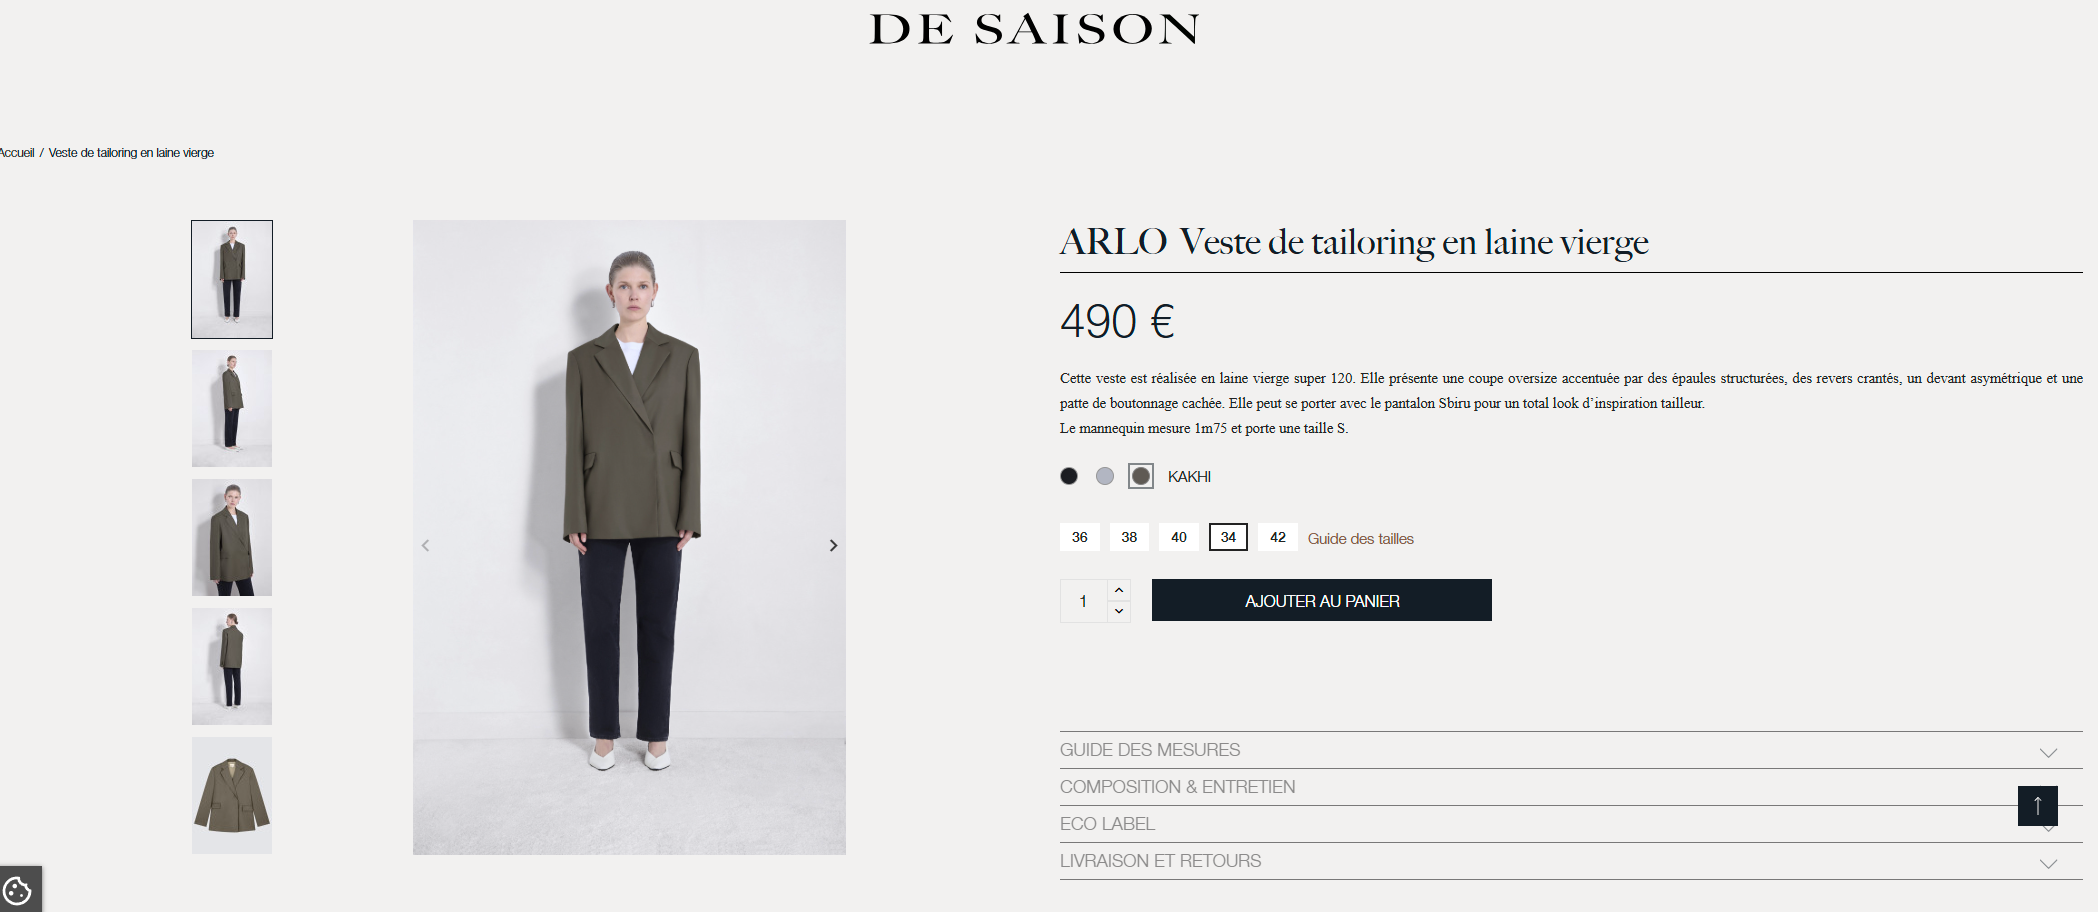 DE SAISON
Accueil / Veste de tailoring en laine vierge
ARLO Veste de tailoring en laine vierge
490 €
Cette veste est réalisée en laine vierge super 120. Elle présente une coupe oversize accentuée par des épaules structurées, des revers crantés, un devant asymétrique et une
patte de boutonnage cachée. Elle peut se porter avec le pantalon Sbiru pour un total look d’inspiration tailleur.
Le mannequin mesure 1m75 et porte une taille S.
KAKHI
36 38 40 34 42 Guide des tailles
1 AJOUTER AU PANIER
GUIDE DES MESURES
COMPOSITION & ENTRETIEN
ECO LABEL
LIVRAISON ET RETOURS